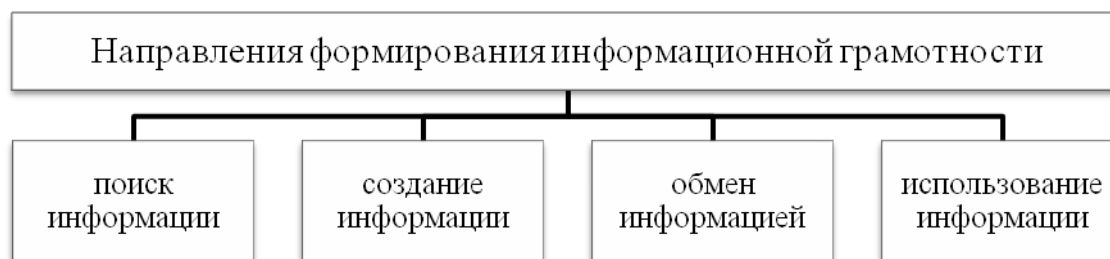 Направления формирования информационной грамотности
поиск
информации
создание
информации
обмен
информацией
использование
информации